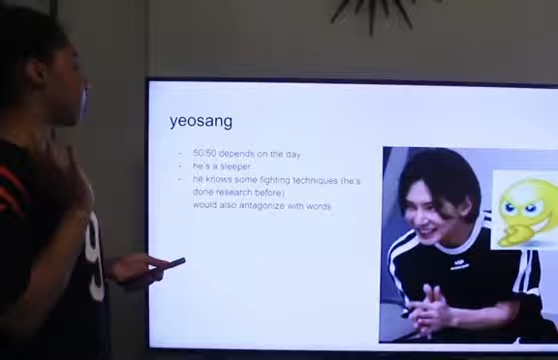 yeosang
- 50/50 depends on the day
- he's a sleeper
- he knows some fighting techniques (he's
done research before)
would also antagonize with words
9